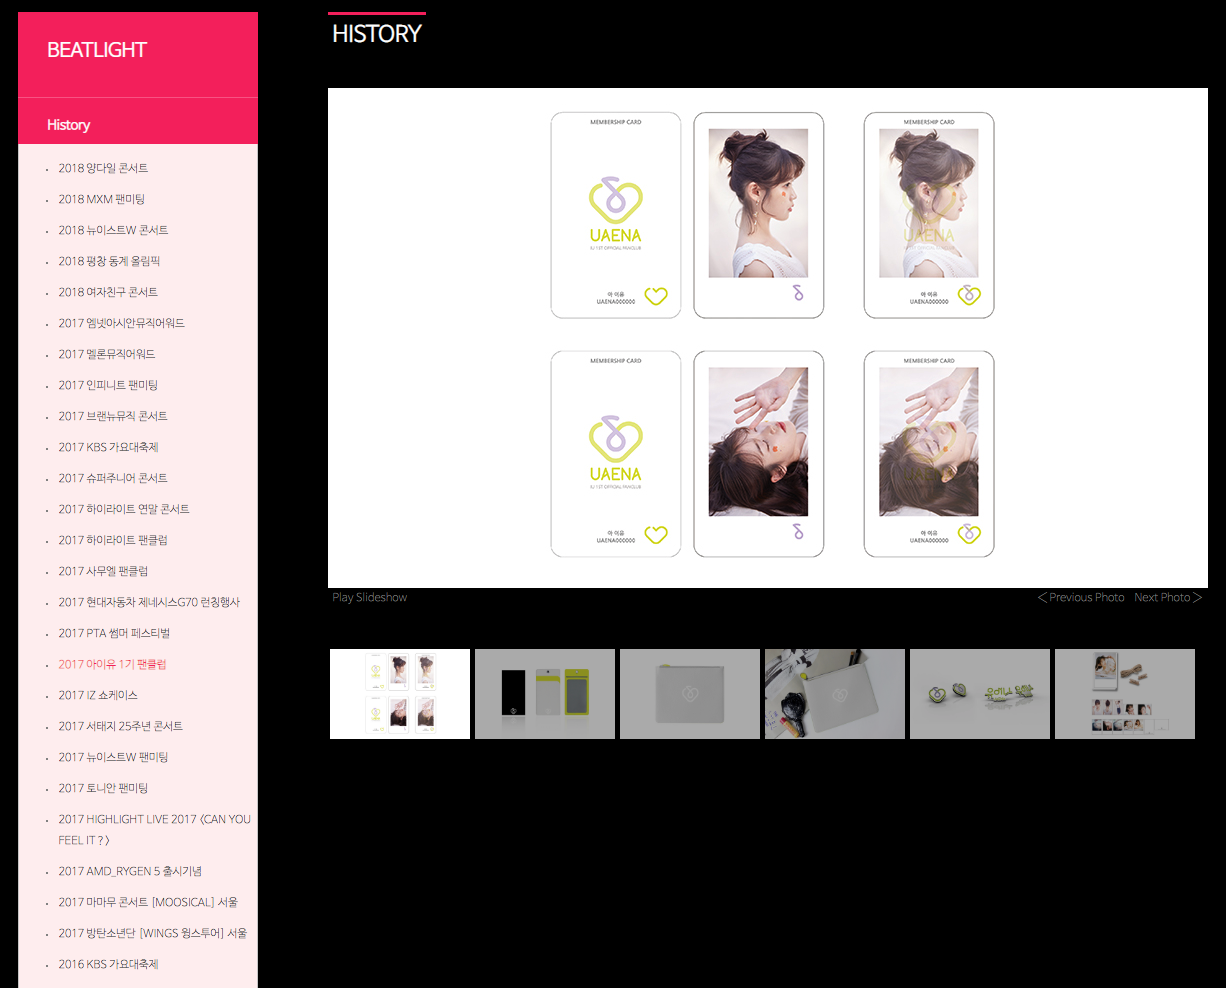 BEATLIGHT
History
2018 양다일 콘서트
2018 MXM 팬미팅
2018 뉴이스트W 콘서트
2018 평창 동계 올림픽
2018 여자친구 콘서트
2017 엠넷아시안뮤직어워드
2017 멜론뮤직어워드
2017 인피니트 팬미팅
2017 브랜뉴뮤직 콘서트
2017 KBS 가요대축제
2017 슈퍼주니어 콘서트
2017 하이라이트 연말 콘서트
2017 하이라이트 팬클럽
2017 사무엘 팬클럽
2017 현대자동차 제네시스G70 런칭행사
2017 PTA 썸머 페스티벌
2017 아이유 1기 팬클럽
2017 IZ 쇼케이스
2017 서태지 25주년 콘서트
2017 뉴이스트W 팬미팅
2017 토니안 팬미팅
2017 HIGHLIGHT LIVE 2017 〈CAN YOU
FEEL IT ? 〉
2017 AMD_RYGEN 5 출시기념
2017 마마무 콘서트 [MOOSICAL] 서울
2017 방탄소년단 [WINGS 윙스투어] 서울
2016 KBS 가요대축제
HISTORY
MEMBERSHIP CARD
UAENA
IU 1ST OFFICIAL FANCLUB
아 이유
UAENA000000
MEMBERSHIP CARD
UAENA
아 이유
UAENA000000
MEMBERSHIP CARD
UAENA
IU 1ST OFFICIAL FANCLUB
아 이유
UAENA000000
MEMBERSHIP CARD
UAENA
아 이유
UAENA000000
Play Slideshow
Previous Photo
Next Photo